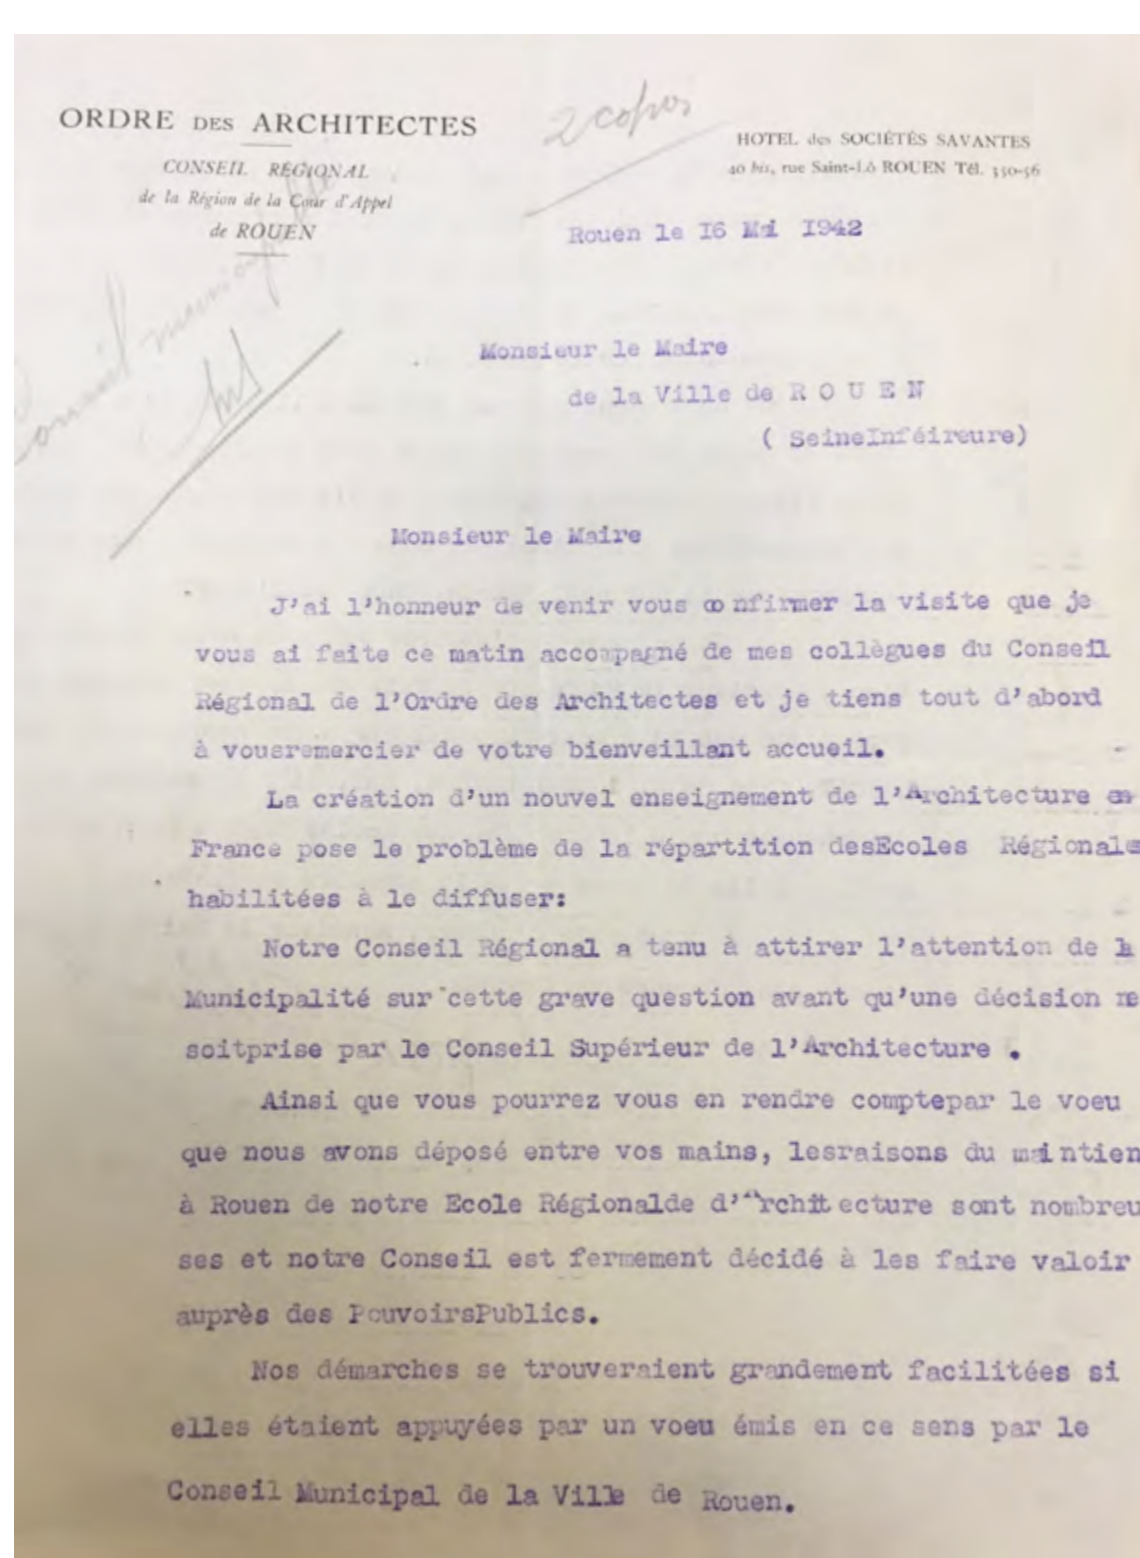 ORDRE DES ARCHITECTES
CONSEIL RÉGIONAL
de la Région de la Cour d'Appel
de ROUEN
2 copies
HOTEL des SOCIÉTÉS SAVANTES
40 bis, rue Saint-Lô ROUEN Tél. 350-56
Rouen le I6 Mai I942
Conseil municipal
Monsieur le Maire
de la Ville de R O U E N
( SeineInféireure)
Monsieur le Maire
J'ai l'honneur de venir vous confirmer la visite que je
vous ai faite ce matin accompagné de mes collègues du Conseil
Régional de l'Ordre des Architectes et je tiens tout d'abord
à vousremercier de votre bienveillant accueil.
La création d'un nouvel enseignement de l'Architecture en
France pose le problème de la répartition desEcoles Régionales
habilitées à le diffuser:
Notre Conseil Régional a tenu à attirer l'attention de la
Municipalité sur cette grave question avant qu'une décision ne
soitprise par le Conseil Supérieur de l'Architecture .
Ainsi que vous pourrez vous en rendre comptepar le voeu
que nous avons déposé entre vos mains, lesraisons du maintien
à Rouen de notre Ecole Régionalde d'Architecture sont nombreu
ses et notre Conseil est fermement décidé à les faire valoir
auprès des PouvoirsPublics.
Nos démarches se trouveraient grandement facilitées si
elles étaient appuyées par un voeu émis en ce sens par le
Conseil Municipal de la Ville de Rouen.